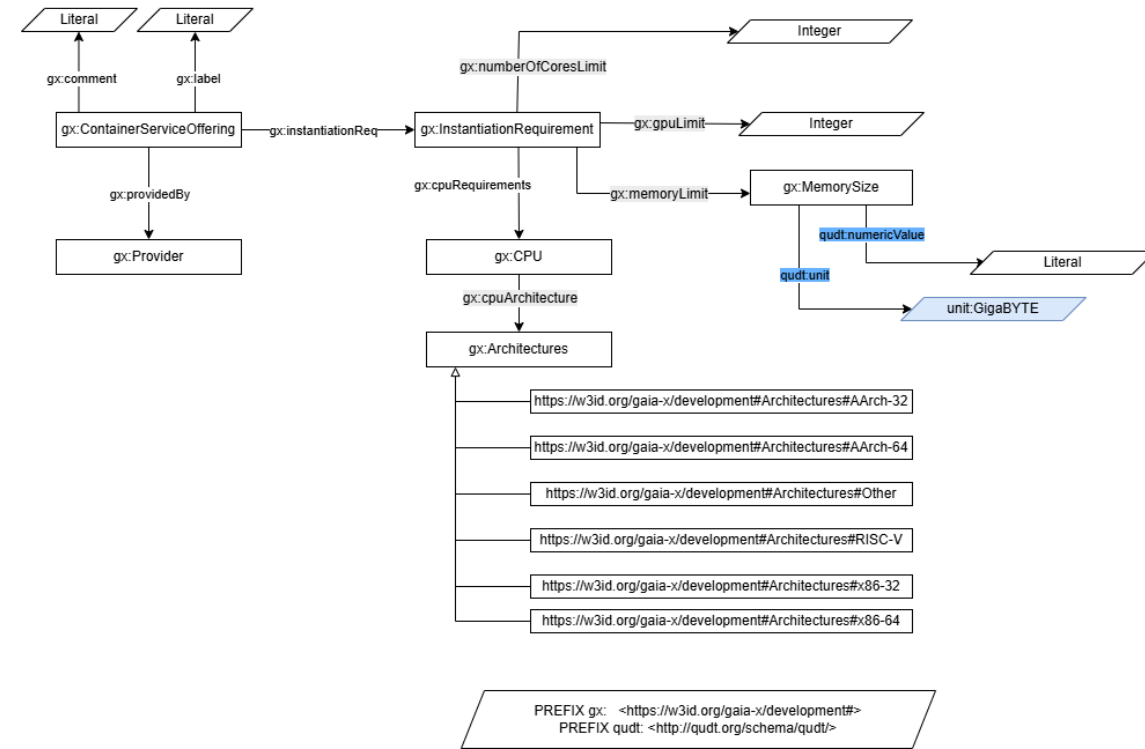 Literal
Literal
Integer
gx:numberOfCoresLimit
gx:comment
gx:label
gx:ContainerServiceOffering
gx:instantiationReq
gx:InstantiationRequirement
gx:gpuLimit
Integer
gx:cpuRequirements
gx:providedBy
gx:memoryLimit
gx:MemorySize
qudt:numericValue
gx:Provider
gx:CPU
Literal
qudt:unit
gx:cpuArchitecture
unit:GigaBYTE
gx:Architectures
https://w3id.org/gaia-x/development#Architectures#AArch-32
https://w3id.org/gaia-x/development#Architectures#AArch-64
https://w3id.org/gaia-x/development#Architectures#Other
https://w3id.org/gaia-x/development#Architectures#RISC-V
https://w3id.org/gaia-x/development#Architectures#x86-32
https://w3id.org/gaia-x/development#Architectures#x86-64
PREFIX gx: <https://w3id.org/gaia-x/development#>
PREFIX qudt: <http://qudt.org/schema/qudt/>